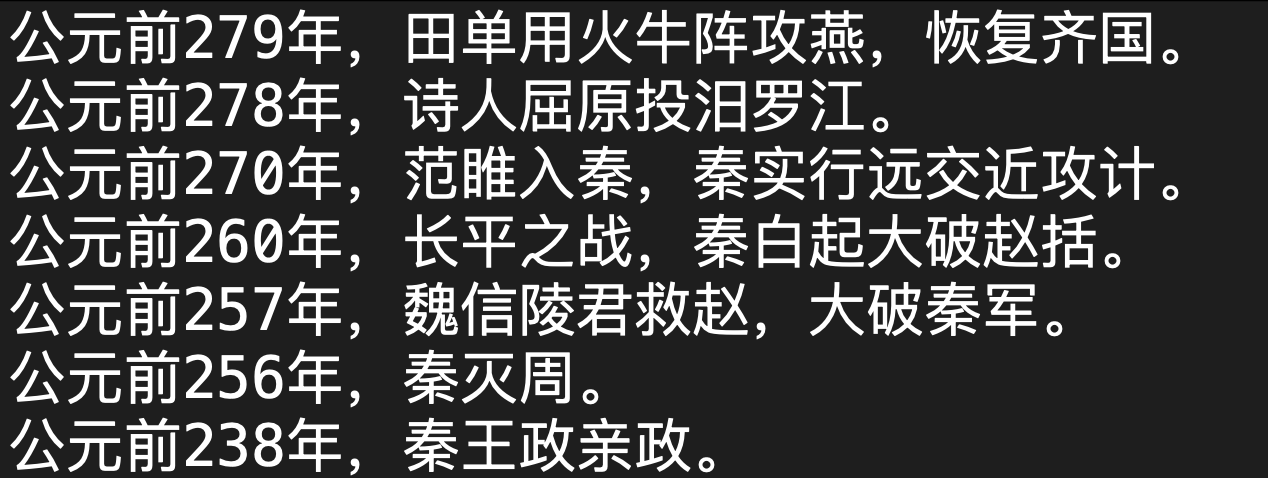 公元前279年，田单用火牛阵攻燕，恢复齐国。
公元前278年，诗人屈原投汨罗江。
公元前270年，范睢入秦，秦实行远交近攻计。
公元前260年，长平之战，秦白起大破赵括。
公元前257年，魏信陵君救赵，大破秦军。
公元前256年，秦灭周。
公元前238年，秦王政亲政。